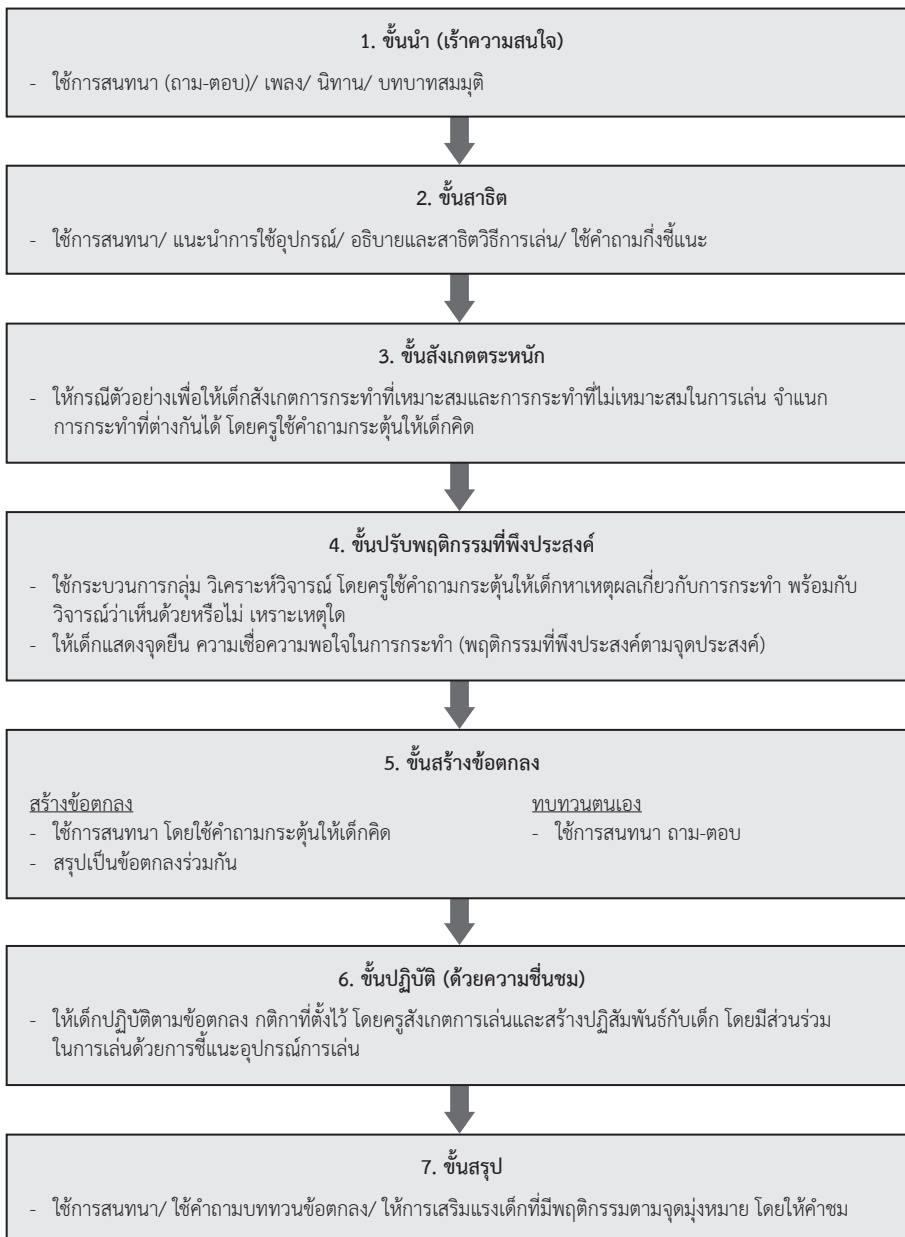 1. ขั้นนำ (เร้าความสนใจ)
- ใช้การสนทนา (ถาม-ตอบ)/ เพลง/ นิทาน/ บทบาทสมมุติ
2. ขั้นสาธิต
- ใช้การสนทนา/ แนะนำการใช้อุปกรณ์/ อธิบายและสาธิตวิธีการเล่น/ ใช้คำถามกึ่งชี้แนะ
3. ขั้นสังเกตตระหนัก
- ให้กรณีตัวอย่างเพื่อให้เด็กสังเกตการกระทำที่เหมาะสมและการกระทำที่ไม่เหมาะสมในการเล่น จำแนก
การกระทำที่ต่างกันได้ โดยครูใช้คำถามกระตุ้นให้เด็กคิด
4. ขั้นปรับพฤติกรรมที่พึงประสงค์
- ใช้กระบวนการกลุ่ม วิเคราะห์วิจารณ์ โดยครูใช้คำถามกระตุ้นให้เด็กหาเหตุผลเกี่ยวกับการกระทำ พร้อมกับ
วิจารณ์ว่าเห็นด้วยหรือไม่ เหราะเหตุใด
- ให้เด็กแสดงจุดยืน ความเชื่อความพอใจในการกระทำ (พฤติกรรมที่พึงประสงค์ตามจุดประสงค์)
5. ขั้นสร้างข้อตกลง
สร้างข้อตกลง
- ใช้การสนทนา โดยใช้คำถามกระตุ้นให้เด็กคิด
- สรุปเป็นข้อตกลงร่วมกัน
ทบทวนตนเอง
- ใช้การสนทนา ถาม-ตอบ
6. ขั้นปฏิบัติ (ด้วยความชื่นชม)
- ให้เด็กปฏิบัติตามข้อตกลง กติกาที่ตั้งไว้ โดยครูสังเกตการเล่นและสร้างปฏิสัมพันธ์กับเด็ก โดยมีส่วนร่วม
ในการเล่นด้วยการชี้แนะอุปกรณ์การเล่น
7. ขั้นสรุป
- ใช้การสนทนา/ ใช้คำถามบททวนข้อตกลง/ ให้การเสริมแรงเด็กที่มีพฤติกรรมตามจุดมุ่งหมาย โดยให้คำชม